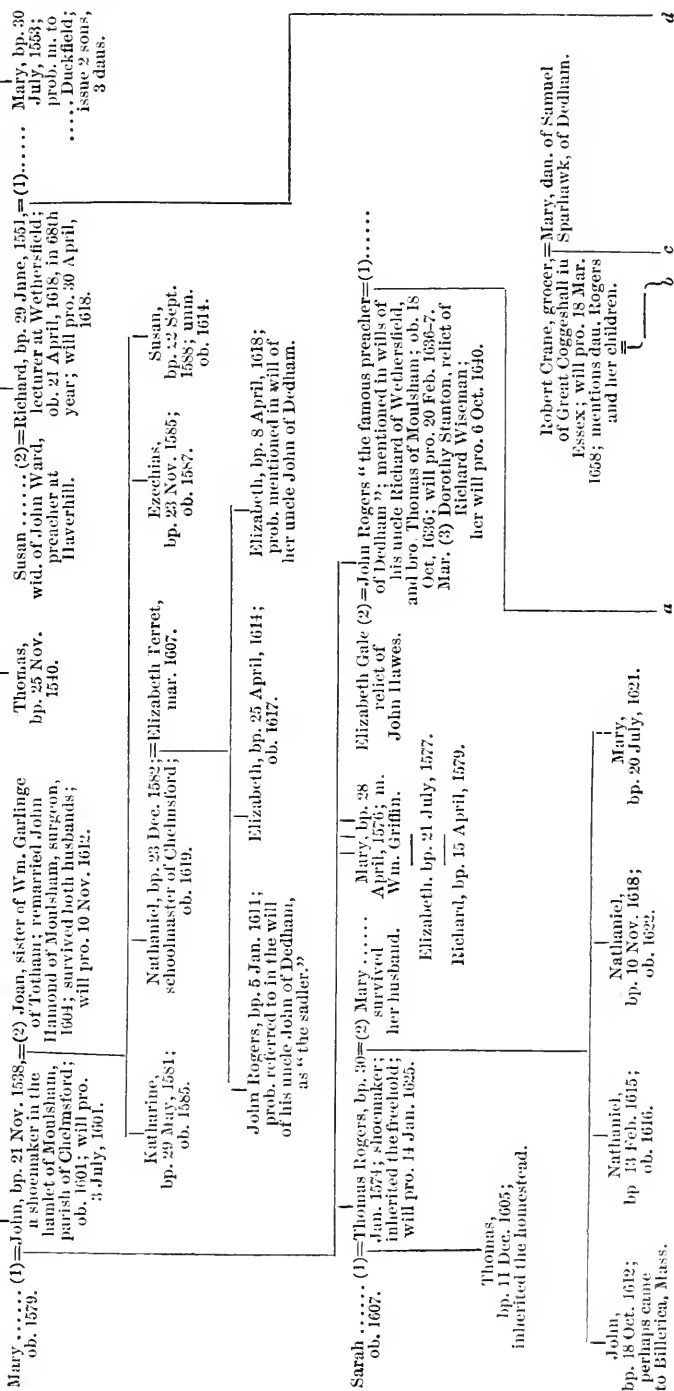 Mary ...... (1)=John, bp. 21 Nov. 1538,=(2) Joan, sister of Wm. Garlinge
ob. 1579.
a shoemaker in the
hamlet of Moulsham,
parish of Chelmsford;
ob. 1601; will pro.
3 July, 1601.
of Totham; remarried John
Hamond of Moulsham, surgeon,
1604; survived both husbands;
will pro. 10 Nov. 1612.
Thomas,
bp. 25 Nov.
1540.
Susan ...... (2)=Richard, bp. 29 June, 1551,=(1)......
wid. of John Ward,
preacher at
Haverhill.
lecturer at Wethersfield;
ob. 21 April, 1618, in 68th
year; will pro. 30 April,
1618.
Mary, bp. 30
July, 1553;
prob. m. to
..... Duckfield;
issue 2 sons,
3 daus.
Katharine,
bp. 29 May, 1581;
ob. 1585.
Nathaniel, bp. 23 Dec. 1582;=Elizabeth Terret,
schoolmaster of Chelmsford;
ob. 1619.
mar. 1607.
Ezechias,
bp. 23 Nov. 1585;
ob. 1587.
Susan,
bp. 22 Sept.
1588; unm.
ob. 1614.
John Rogers, bp. 5 Jan. 1611;
prob. referred to in the will
of his uncle John of Dedham,
as "the sadler."
Elizabeth, bp. 25 April, 1614;
ob. 1617.
Elizabeth, bp. 8 April, 1618;
prob. mentioned in will of
her uncle John of Dedham.
Sarah ...... (1)=Thomas Rogers, bp. 30=(2) Mary ......
ob. 1607.
Jan. 1574; shoemaker;
inherited the freehold;
will pro. 14 Jan. 1625.
survived
her husband.
Mary, bp. 28
April, 1576; m.
Wm. Griffin.
Elizabeth, bp. 21 July, 1577.
Richard, bp. 15 April, 1579.
Elizabeth Gale (2)=John Rogers "the famous preacher=(1)......
relict of
John Hawes.
of Dedham"; mentioned in wills of
his uncle Richard of Wethersfield,
and bro. Thomas of Moulsham; ob. 18
Oct, 1636; will pro. 20 Feb. 1636-7.
Mar. (3) Dorothy Stanton, relict of
Richard Wiseman;
her will pro. 6 Oct. 1640.
Thomas,
bp. 11 Dec. 1605;
inherited the homestead.
Robert Crane, grocer,=Mary, dau. of Samuel
of Great Coggeshall in
Essex; will pro. 18 Mar.
1658; mentions dau. Rogers
and her children.
Sparhawk, of Dedham.
John,
bp. 18 Oct. 1612;
perhaps came
to Billerica, Mass.
Nathaniel,
bp 13 Feb. 1615;
ob. 1616.
Nathaniel,
bp. 10 Nov. 1618;
ob. 1622.
Mary,
bp. 20 July, 1621.
a
=
b
c
d